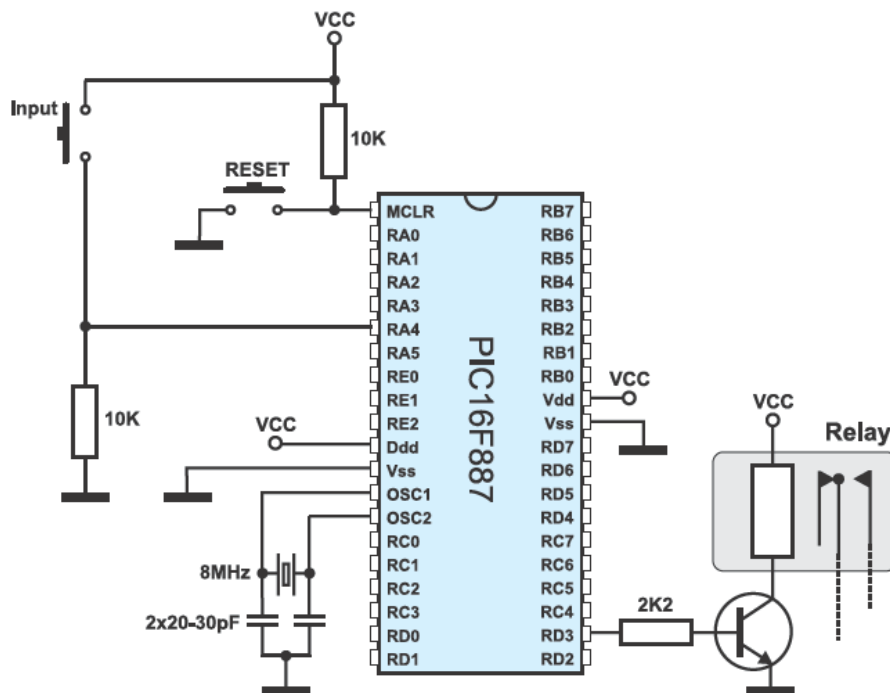 VCC
Input
10K
RESET
MCLR
RA0
RA1
RA2
RA3
RA4
RA5
RE0
RE1
RE2
Ddd
Vss
OSC1
OSC2
RC0
RC1
RC2
RC3
RD0
RD1
PIC16F887
RB7
RB6
RB5
RB4
RB3
RB2
RB1
RB0
Vdd
Vss
RD7
RD6
RD5
RD4
RC7
RC6
RC5
RC4
RD3
RD2
10K
VCC
8MHz
2x20-30pF
VCC
VCC
Relay
2K2